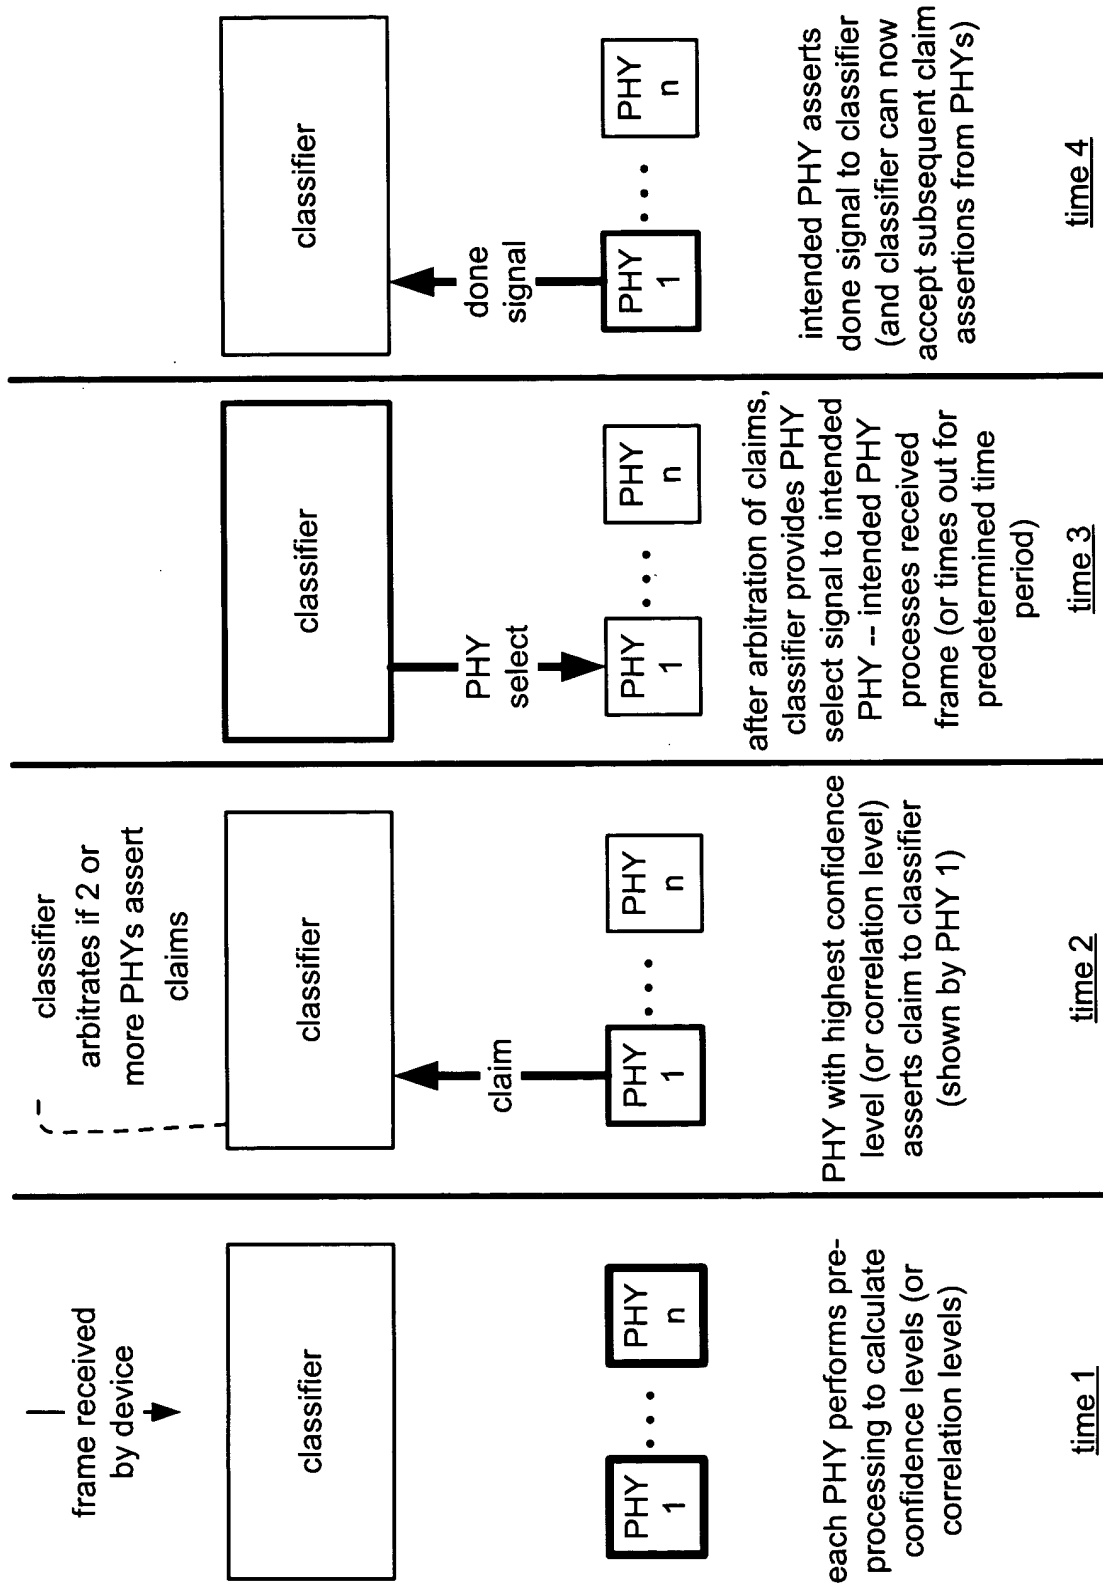 frame received
by device
classifier
PHY
1
PHY
n
each PHY performs pre-
processing to calculate
confidence levels (or
correlation levels)
time 1
classifier
arbitrates if 2 or
more PHYs assert
claims
classifier
claim
PHY
1
PHY
n
PHY with highest confidence
level (or correlation level)
asserts claim to classifier
(shown by PHY 1)
time 2
classifier
PHY
select
PHY
1
PHY
n
after arbitration of claims,
classifier provides PHY
select signal to intended
PHY -- intended PHY
processes received
frame (or times out for
predetermined time
period)
time 3
classifier
done
signal
PHY
1
PHY
n
intended PHY asserts
done signal to classifier
(and classifier can now
accept subsequent claim
assertions from PHYs)
time 4